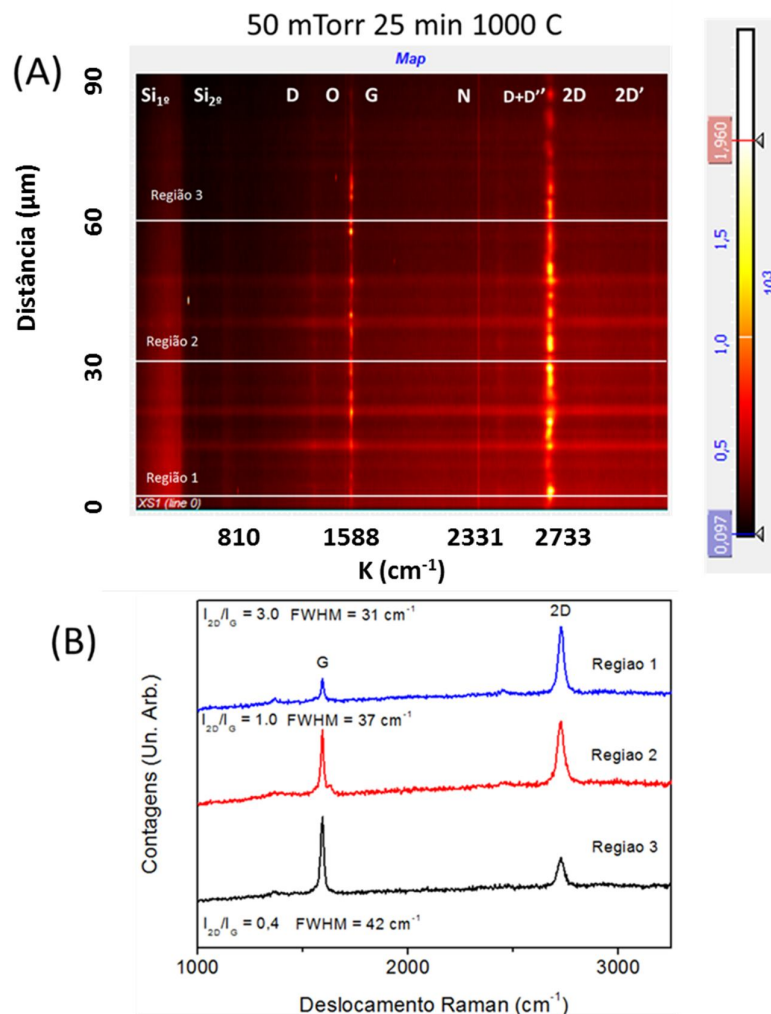 50 mTorr 25 min 1000 C
(A)
Map
Si1º Si2º D O G N D+D’’ 2D 2D’
90
60
30
0
Distância (µm)
Região 3
Região 2
Região 1
XS1 (line 0)
810 1588 2331 2733
K (cm-1)
1,960
1,5
1,0
0,5
0,097
10³
(B)
I2D/IG = 3.0 FWHM = 31 cm-1
2D
G
Regiao 1
I2D/IG = 1.0 FWHM = 37 cm-1
Regiao 2
Regiao 3
I2D/IG = 0,4 FWHM = 42 cm-1
Contagens (Un. Arb.)
1000 2000 3000
Deslocamento Raman (cm-1)